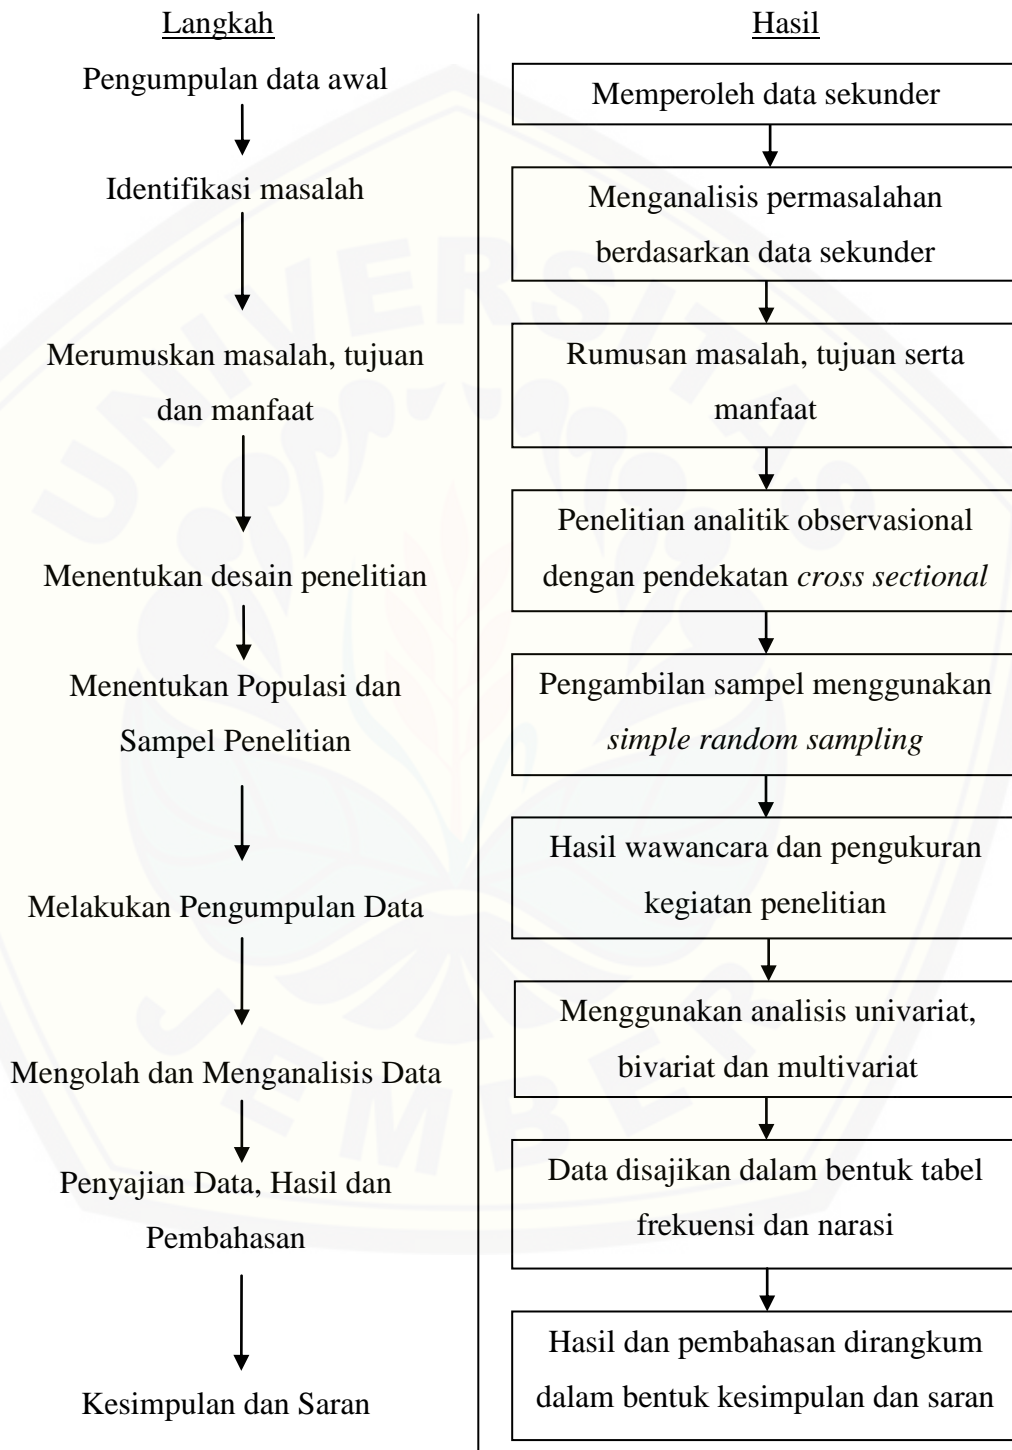 Langkah
Pengumpulan data awal
Identifikasi masalah
Merumuskan masalah, tujuan
dan manfaat
Menentukan desain penelitian
Menentukan Populasi dan
Sampel Penelitian
Melakukan Pengumpulan Data
Mengolah dan Menganalisis Data
Penyajian Data, Hasil dan
Pembahasan
Kesimpulan dan Saran
Hasil
Memperoleh data sekunder
Menganalisis permasalahan
berdasarkan data sekunder
Rumusan masalah, tujuan serta
manfaat
Penelitian analitik observasional
dengan pendekatan cross sectional
Pengambilan sampel menggunakan
simple random sampling
Hasil wawancara dan pengukuran
kegiatan penelitian
Menggunakan analisis univariat,
bivariat dan multivariat
Data disajikan dalam bentuk tabel
frekuensi dan narasi
Hasil dan pembahasan dirangkum
dalam bentuk kesimpulan dan saran
UNIVERSITAS
JEMBER